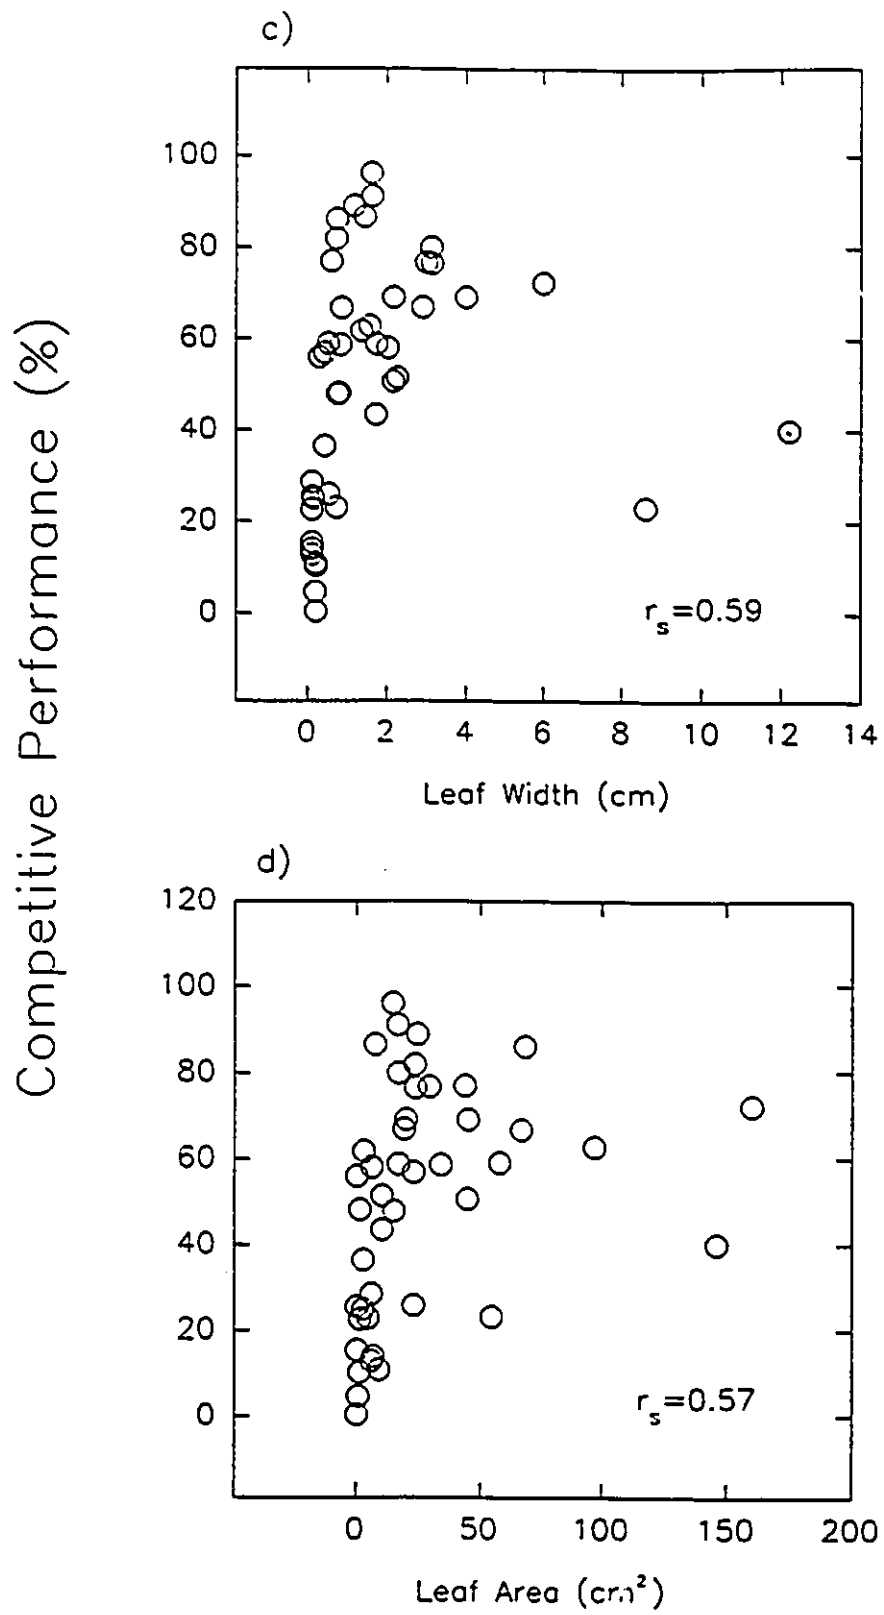 c)
Competitive Performance (%)
100
80
60
40
20
0
r_s=0.59
0 2 4 6 8 10 12 14
Leaf Width (cm)
d)
120
100
80
60
40
20
0
r_s=0.57
0 50 100 150 200
Leaf Area (cm²)